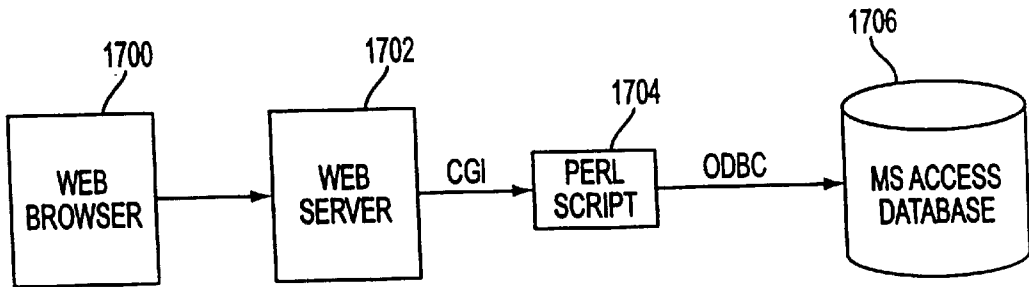 1700
1702
1704
1706
WEB
BROWSER
WEB
SERVER
CGI
PERL
SCRIPT
ODBC
MS ACCESS
DATABASE